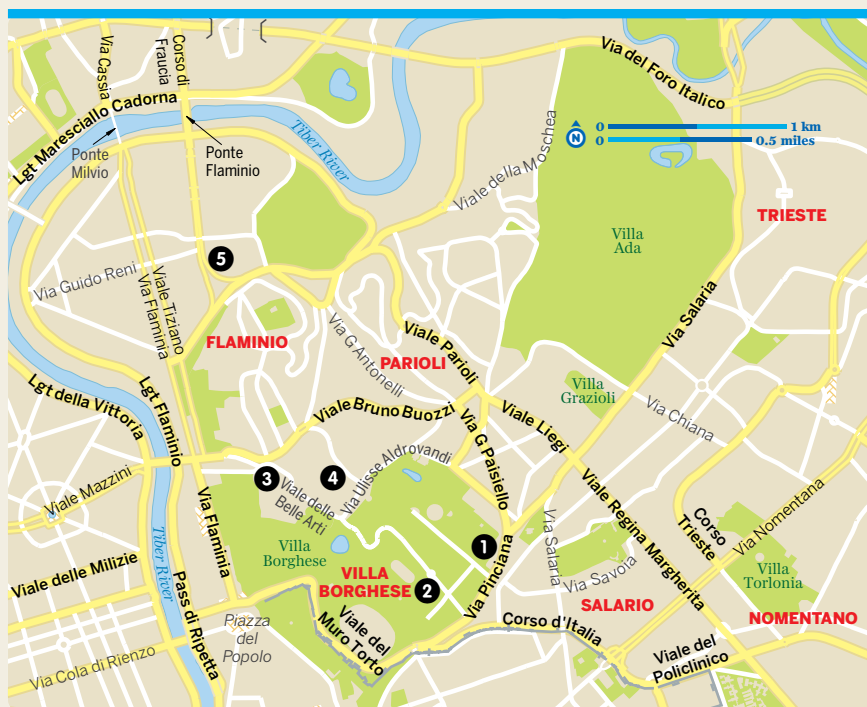 Via Cassia
Corso di
Fraucia
Via del Foro Italico
Lgt Maresciallo Cadorna
Tiber River
Ponte
Milvio
Ponte
Flaminio
0
1 km
N
0
0.5 miles
Viale della Moschea
TRIESTE
Villa
Ada
5
Via Guido Reni
Viale Tiziano
Via Flaminia
Via Salaria
FLAMINIO
Via G Antonelli
PARIOLI
Viale Parioli
Villa
Grazioli
Lgt della Vittoria
Lgt Flaminio
Viale Bruno Buozzi
Viale Liegi
Via Chiana
Via G Paisiello
Via Ulisse Aldrovandi
3
4
Viale Mazzini
Viale delle
Belle Arti
Via Flaminia
Viale Regina Margherita
Corso
Trieste
Via Nomentana
Tiber River
Villa
Borghese
1
Via Salaria
Viale delle Milizie
VILLA
BORGHESE
2
Via Pinciana
Via Savoia
Villa
Torlonia
Pass di Ripetta
SALARIO
NOMENTANO
Piazza
del
Popolo
Viale del
Muro Torto
Corso d'Italia
Via Cola di Rienzo
Viale del
Policlinico